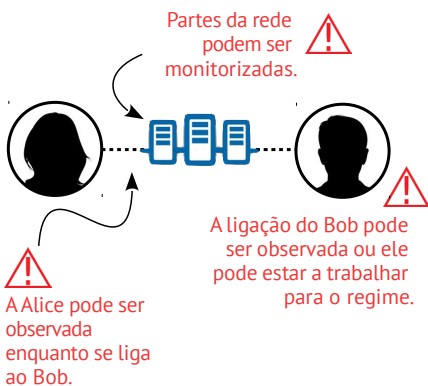 Partes da rede
podem ser
monitorizadas.
A ligação do Bob pode
ser observada ou ele
pode estar a trabalhar
para o regime.
A Alice pode ser
observada
enquanto se liga
ao Bob.